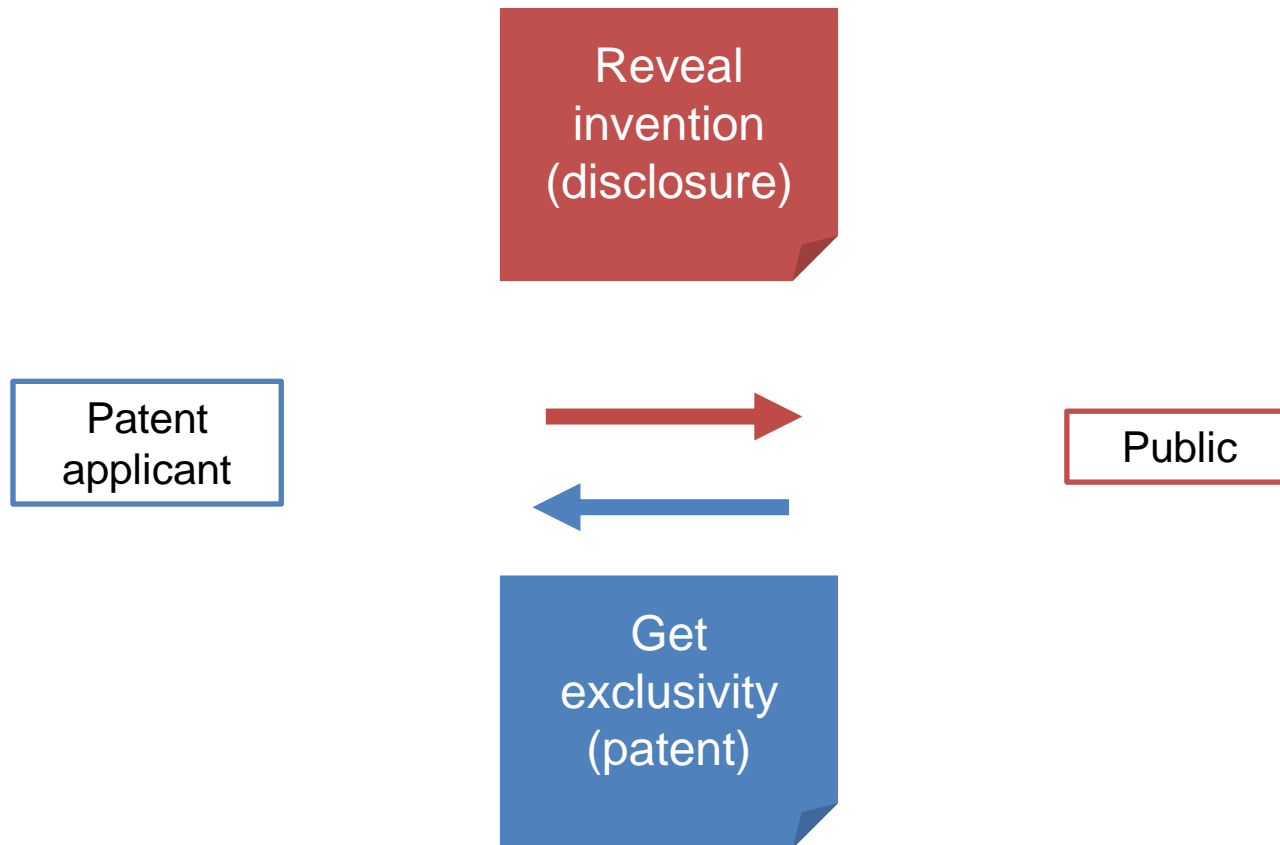 Reveal
invention
(disclosure)
Patent
applicant
Public
Get
exclusivity
(patent)